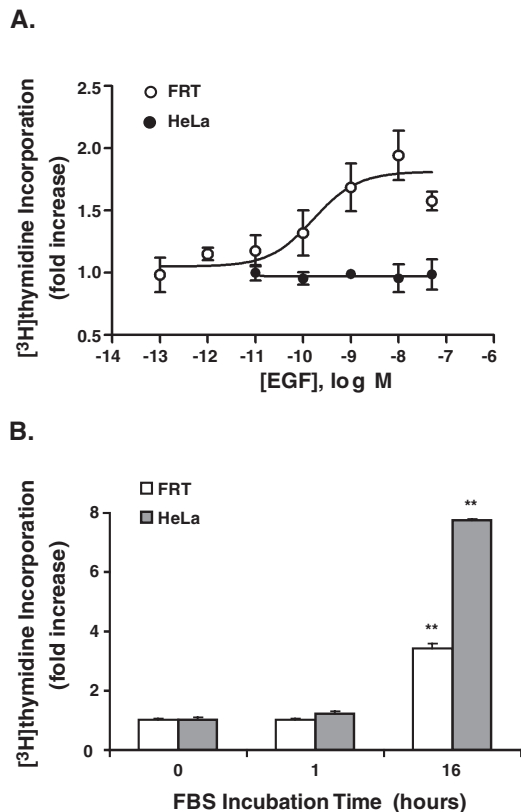 A.
[³H]thymidine Incorporation
(fold increase)
2.5
2.0
1.5
1.0
0.5
FRT
HeLa
-14 -13 -12 -11 -10 -9 -8 -7 -6
[EGF], log M
B.
[³H]thymidine Incorporation
(fold increase)
8
6
4
2
0
FRT
HeLa
**
**
0 1 16
FBS Incubation Time (hours)